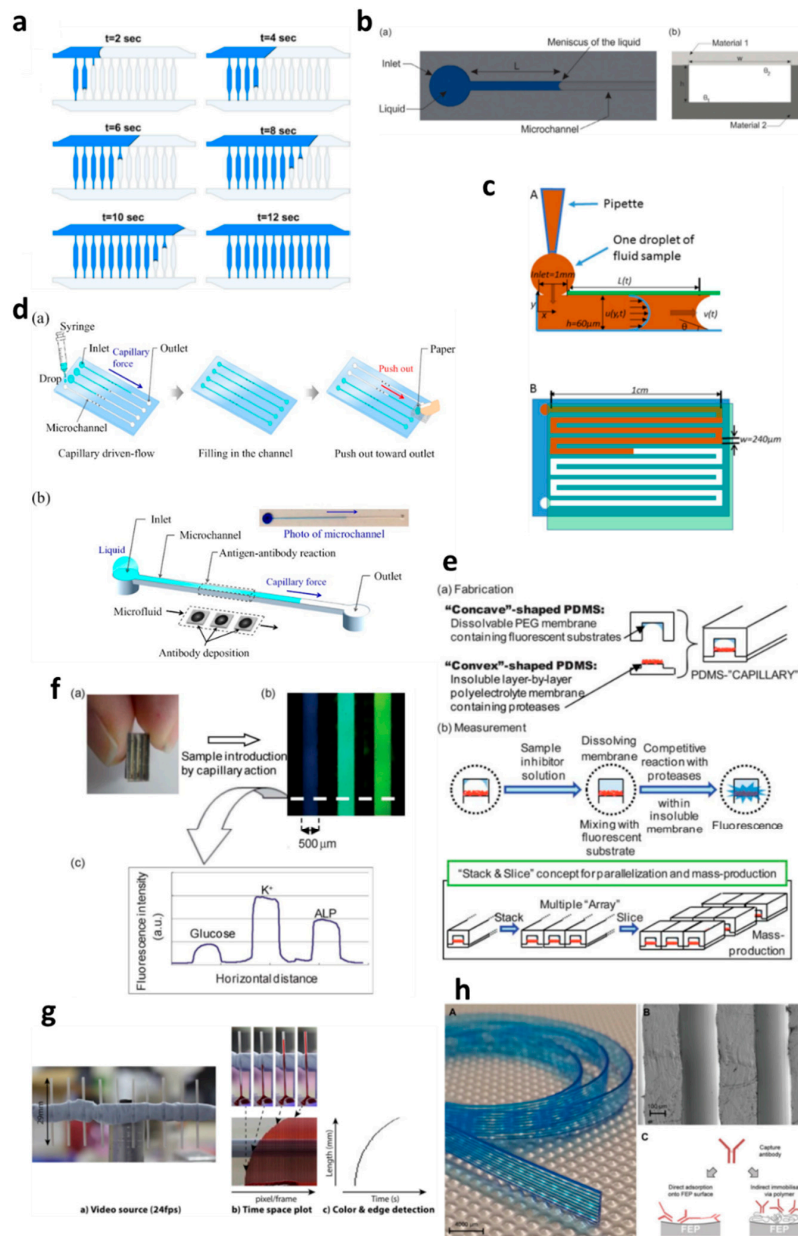 a
t=2 sec
t=4 sec
t=6 sec
t=8 sec
t=10 sec
t=12 sec
b
(a)
Inlet
L
Meniscus of the liquid
Liquid
Microchannel
(b)
Material 1
w
h
θ2
θ2
Material 2
c
A
Pipette
One droplet of
fluid sample
Inlet=1mm
L(t)
y
x
h=60μm
u(y,t)
θ
v(t)
B
1cm
w=240μm
d
(a)
Syringe
Inlet
Capillary
force
Outlet
Drop
Microchannel
Paper
Push out
Capillary driven-flow
Filling in the channel
Push out toward outlet
(b)
Inlet
Microchannel
Antigen-antibody reaction
Photo of microchannel
Liquid
Capillary force
Outlet
Microfluid
Antibody deposition
e
(a) Fabrication
"Concave"-shaped PDMS:
Dissolvable PEG membrane
containing fluorescent substrates
"Convex"-shaped PDMS:
Insoluble layer-by-layer
polyelectrolyte membrane
containing proteases
PDMS-"CAPILLARY"
(b) Measurement
Sample
inhibitor
solution
Dissolving
membrane
Competitive
reaction with
proteases
within
insoluble
membrane
Mixing with
fluorescent
substrate
Fluorescence
"Stack & Slice" concept for parallelization and mass-production
Stack
Multiple "Array"
Slice
Mass-
production
f
(a)
(b)
Sample introduction
by capillary action
500 μm
(c)
Fluorescence intensity
(a.u.)
Glucose
K+
ALP
Horizontal distance
g
a) Video source (24fps)
pixel/frame
b) Time space plot
Length (mm)
Time (s)
c) Color & edge detection
h
A
4000 μm
B
100 μm
C
Capture
antibody
Direct adsorption
onto FEP surface
Indirect immobilisation
via polymer
FEP
FEP